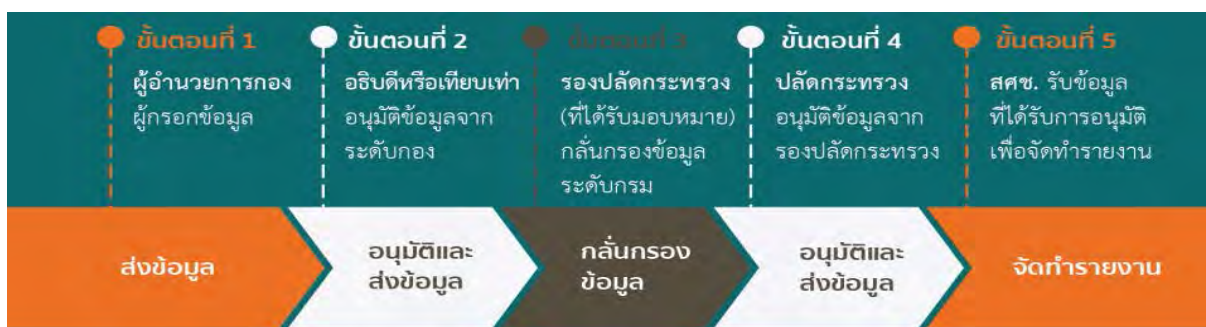 ขั้นตอนที่ 1
ผู้อำนวยการกอง
ผู้กรอกข้อมูล
ขั้นตอนที่ 2
อธิบดีหรือเทียบเท่า
อนุมัติข้อมูลจาก
ระดับกอง
ขั้นตอนที่ 3
รองปลัดกระทรวง
(ที่ได้รับมอบหมาย)
กลั่นกรองข้อมูล
ระดับกรม
ขั้นตอนที่ 4
ปลัดกระทรวง
อนุมัติข้อมูลจาก
รองปลัดกระทรวง
ขั้นตอนที่ 5
สศช. รับข้อมูล
ที่ได้รับการอนุมัติ
เพื่อจัดทำรายงาน
ส่งข้อมูล
อนุมัติและ
ส่งข้อมูล
กลั่นกรอง
ข้อมูล
อนุมัติและ
ส่งข้อมูล
จัดทำรายงาน